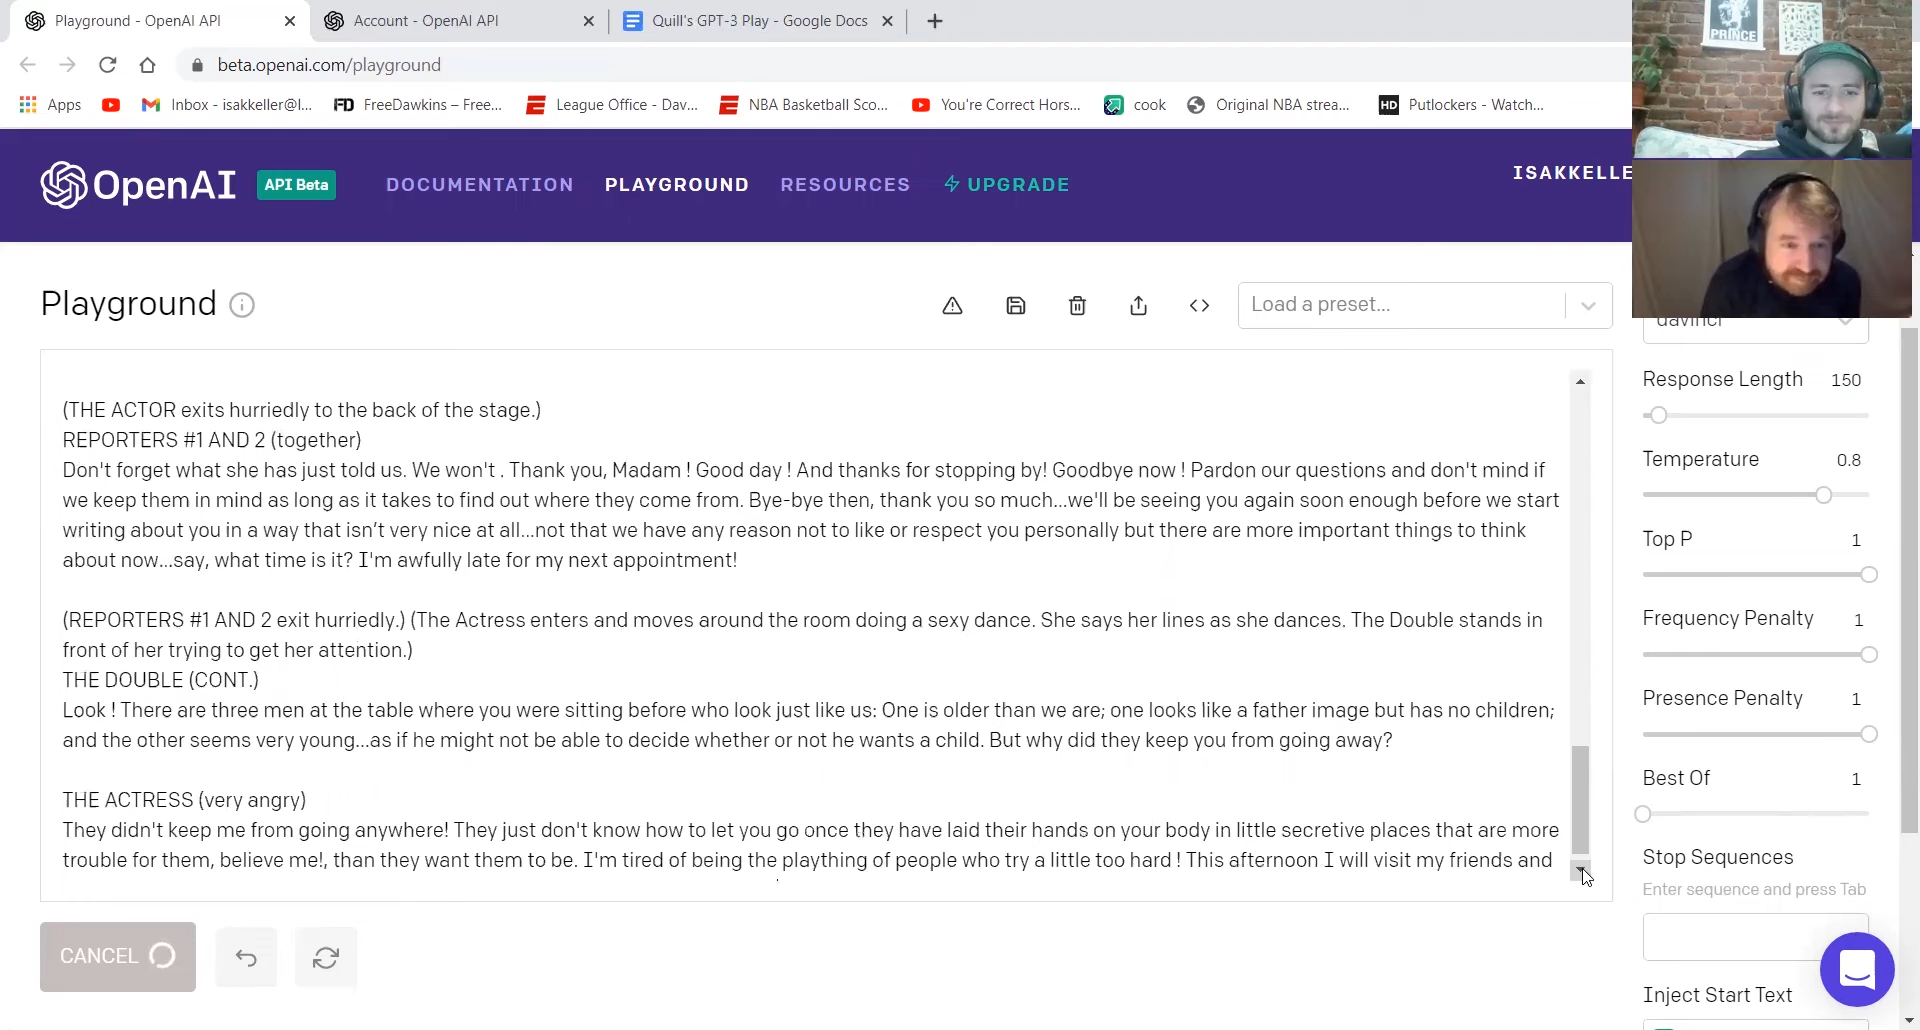 Playground - OpenAI API
Account - OpenAI API
Quill's GPT-3 Play - Google Docs
beta.openai.com/playground
Apps
Inbox - isakkeller@l...
FD FreeDawkins – Free...
League Office - Dav...
NBA Basketball Sco...
You're Correct Hors...
cook
Original NBA strea...
HD Putlockers - Watch...
PRINCE
OpenAI
API Beta
DOCUMENTATION
PLAYGROUND
RESOURCES
UPGRADE
ISAKKELLE
Playground
Load a preset...
davinci
(THE ACTOR exits hurriedly to the back of the stage.)
REPORTERS #1 AND 2 (together)
Don't forget what she has just told us. We won't . Thank you, Madam ! Good day ! And thanks for stopping by! Goodbye now ! Pardon our questions and don't mind if
we keep them in mind as long as it takes to find out where they come from. Bye-bye then, thank you so much...we'll be seeing you again soon enough before we start
writing about you in a way that isn’t very nice at all...not that we have any reason not to like or respect you personally but there are more important things to think
about now...say, what time is it? I'm awfully late for my next appointment!
(REPORTERS #1 AND 2 exit hurriedly.) (The Actress enters and moves around the room doing a sexy dance. She says her lines as she dances. The Double stands in
front of her trying to get her attention.)
THE DOUBLE (CONT.)
Look ! There are three men at the table where you were sitting before who look just like us: One is older than we are; one looks like a father image but has no children;
and the other seems very young...as if he might not be able to decide whether or not he wants a child. But why did they keep you from going away?
THE ACTRESS (very angry)
They didn't keep me from going anywhere! They just don't know how to let you go once they have laid their hands on your body in little secretive places that are more
trouble for them, believe me!, than they want them to be. I'm tired of being the plaything of people who try a little too hard ! This afternoon I will visit my friends and
CANCEL
Response Length 150
Temperature 0.8
Top P 1
Frequency Penalty 1
Presence Penalty 1
Best Of 1
Stop Sequences
Enter sequence and press Tab
Inject Start Text